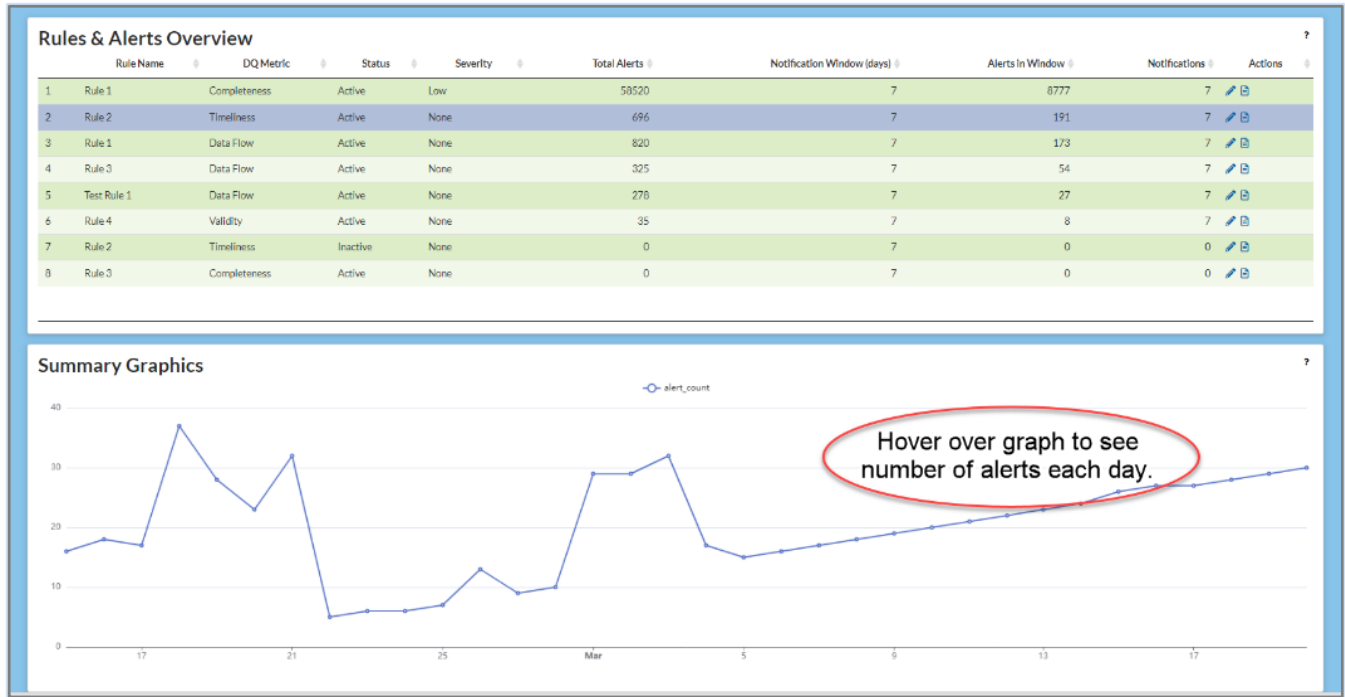 Rules & Alerts Overview ?
Rule Name DQ Metric Status Severity Total Alerts Notification Window (days) Alerts in Window Notifications Actions
1 Rule 1 Completeness Active Low 58520 7 8777 7
2 Rule 2 Timeliness Active None 696 7 191 7
3 Rule 1 Data Flow Active None 820 7 173 7
4 Rule 3 Data Flow Active None 325 7 54 7
5 Test Rule 1 Data Flow Active None 278 7 27 7
6 Rule 4 Validity Active None 35 7 8 7
7 Rule 2 Timeliness Inactive None 0 7 0 0
8 Rule 3 Completeness Active None 0 7 0 0
Summary Graphics ?
alert_count
40
Hover over graph to see
number of alerts each day.
30
20
10
0
17 21 25 Mar 5 9 13 17